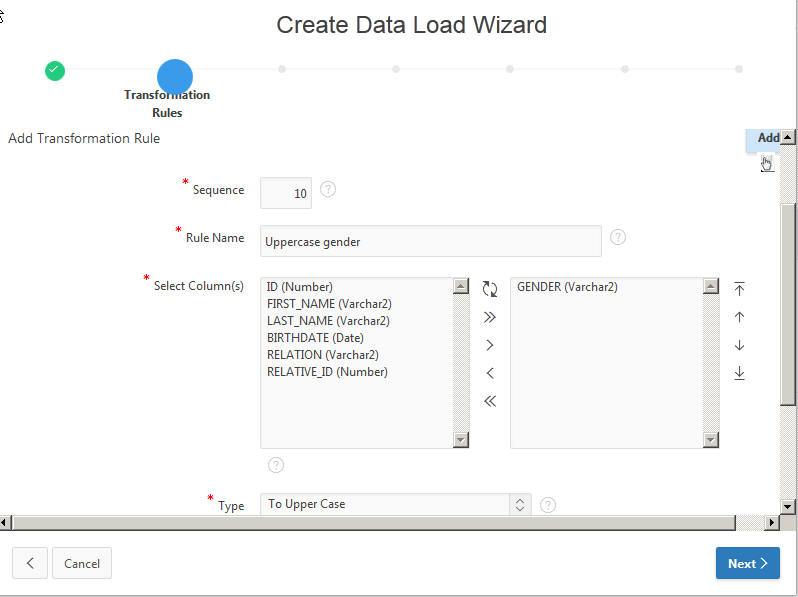 Create Data Load Wizard
Transformation
Rules
Add Transformation Rule
Add
* Sequence
10
?
* Rule Name
Uppercase gender
?
* Select Column(s)
ID (Number)
FIRST_NAME (Varchar2)
LAST_NAME (Varchar2)
BIRTHDATE (Date)
RELATION (Varchar2)
RELATIVE_ID (Number)
GENDER (Varchar2)
?
* Type
To Upper Case
?
Cancel
Next